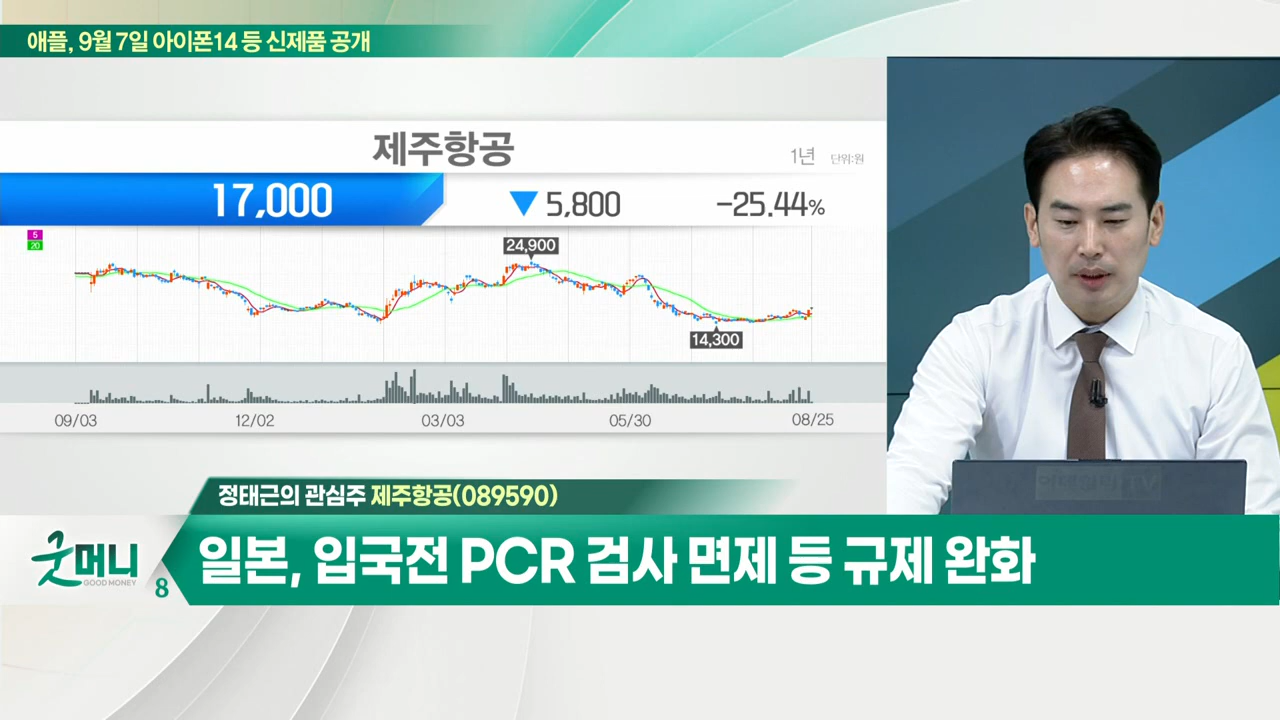 애플, 9월 7일 아이폰14 등 신제품 공개
제주항공
1년 단위:원
17,000 ▼ 5,800 -25.44%
5
20
24,900
14,300
09/03 12/02 03/03 05/30 08/25
정태근의 관심주 제주항공(089590)
굿머니
GOOD MONEY
8
일본, 입국전 PCR 검사 면제 등 규제 완화